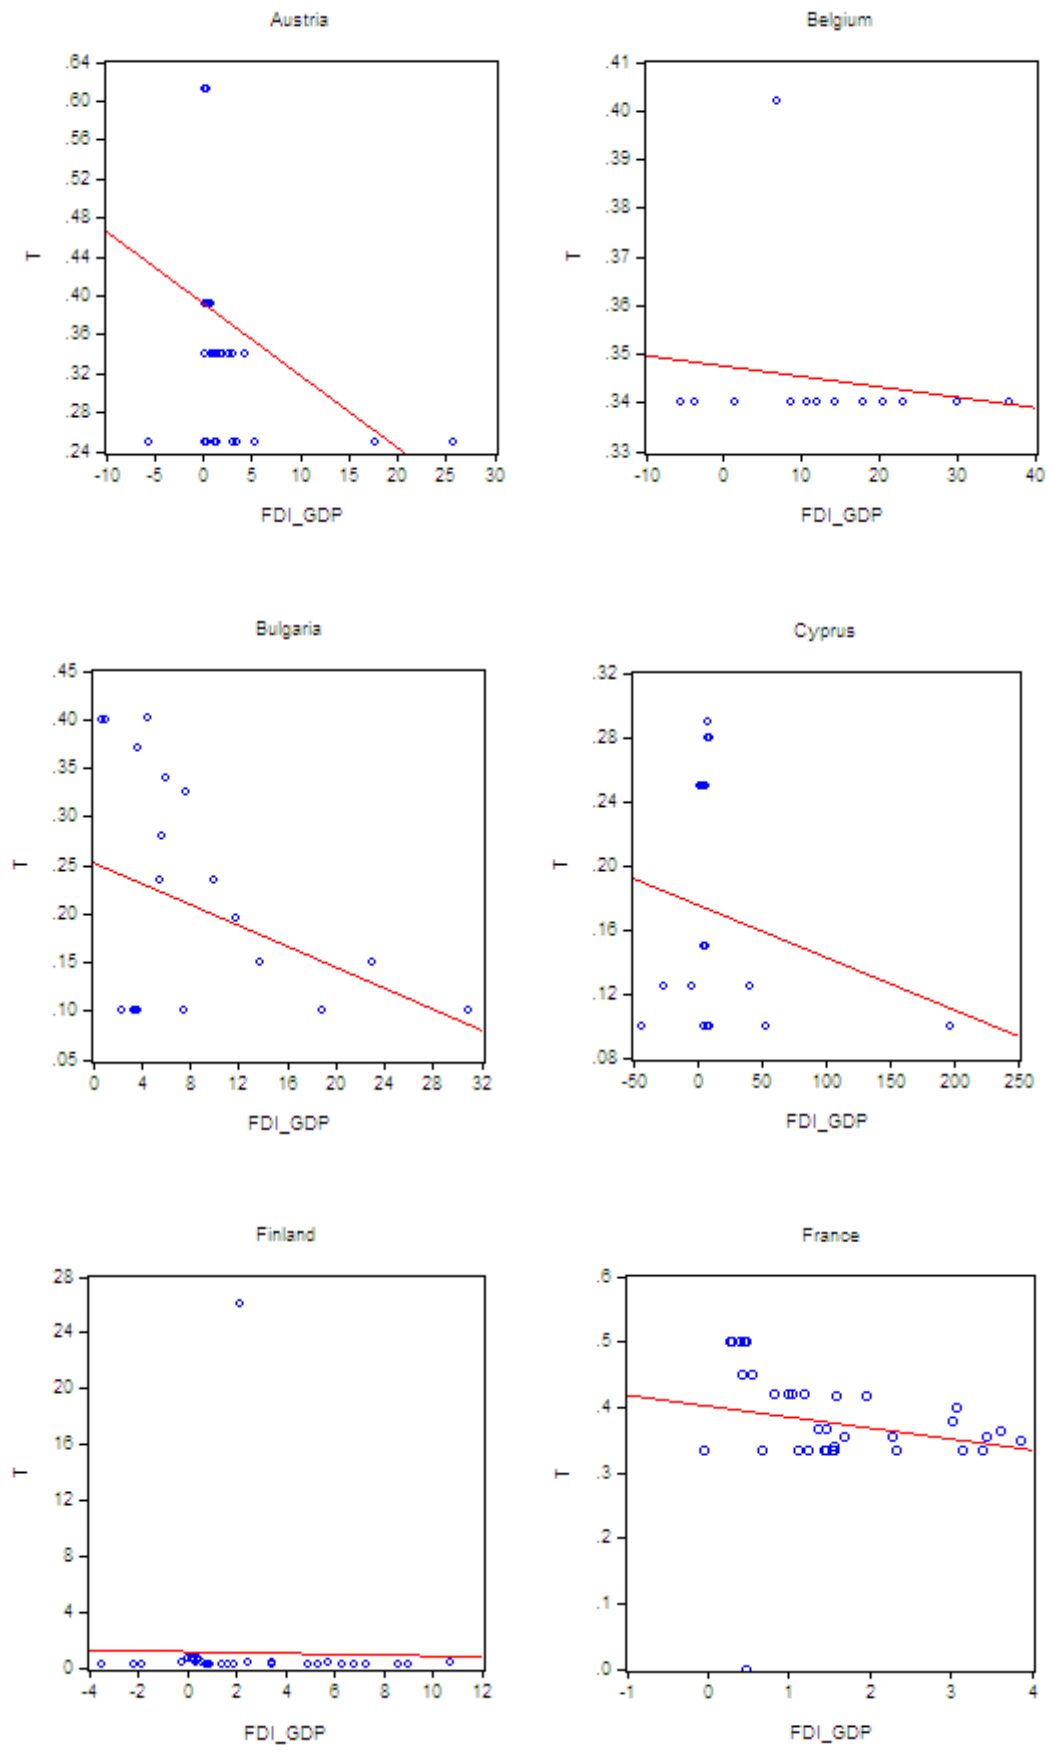 Austria
.64
.60
.56
.52
.48
.44
.40
.36
.32
.28
.24
T
-10 -5 0 5 10 15 20 25 30
FDI_GDP
Belgium
.41
.40
.39
.38
.37
.36
.35
.34
.33
T
-10 0 10 20 30 40
FDI_GDP
Bulgaria
.45
.40
.35
.30
.25
.20
.15
.10
.05
T
0 4 8 12 16 20 24 28 32
FDI_GDP
Cyprus
.32
.28
.24
.20
.16
.12
.08
T
-50 0 50 100 150 200 250
FDI_GDP
Finland
28
24
20
16
12
8
4
0
T
-4 -2 0 2 4 6 8 10 12
FDI_GDP
France
.6
.5
.4
.3
.2
.1
.0
T
-1 0 1 2 3 4
FDI_GDP